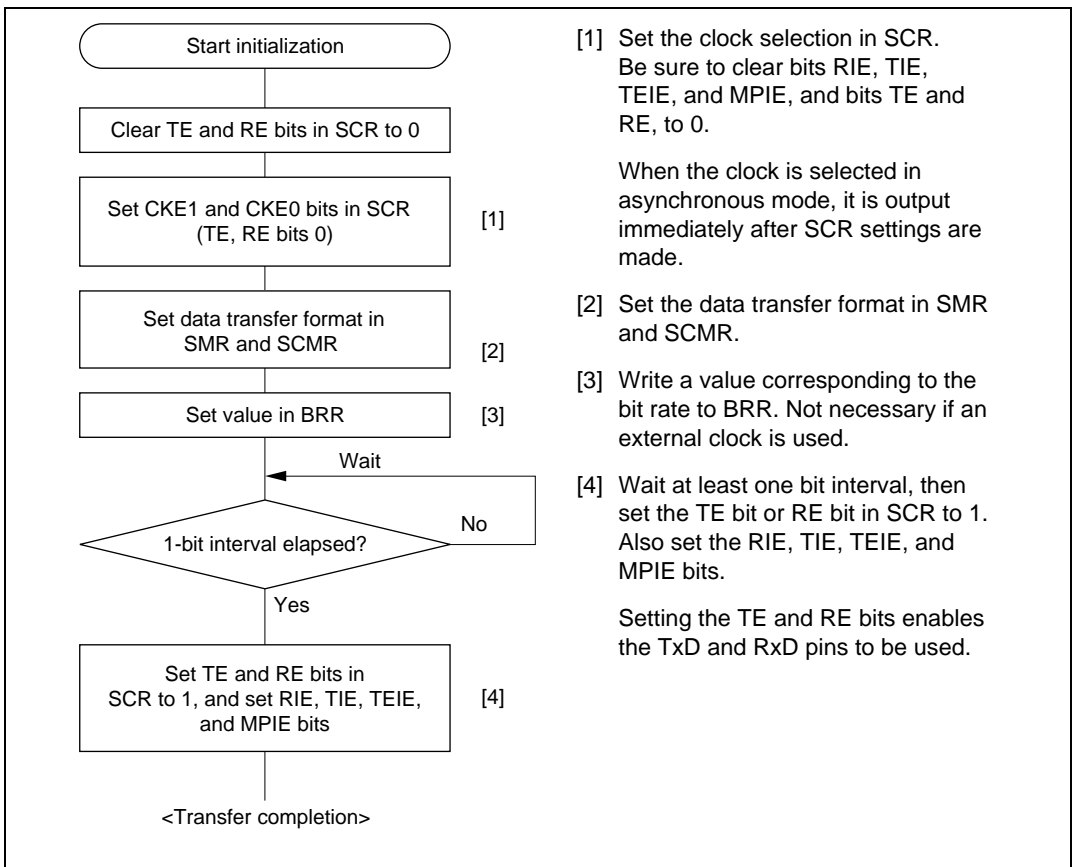 Start initialization
Clear TE and RE bits in SCR to 0
Set CKE1 and CKE0 bits in SCR
(TE, RE bits 0)
[1]
Set data transfer format in
SMR and SCMR
[2]
Set value in BRR
[3]
Wait
No
1-bit interval elapsed?
Yes
Set TE and RE bits in
SCR to 1, and set RIE, TIE, TEIE,
and MPIE bits
[4]
<Transfer completion>
[1] Set the clock selection in SCR.
Be sure to clear bits RIE, TIE,
TEIE, and MPIE, and bits TE and
RE, to 0.
When the clock is selected in
asynchronous mode, it is output
immediately after SCR settings are
made.
[2] Set the data transfer format in SMR
and SCMR.
[3] Write a value corresponding to the
bit rate to BRR. Not necessary if an
external clock is used.
[4] Wait at least one bit interval, then
set the TE bit or RE bit in SCR to 1.
Also set the RIE, TIE, TEIE, and
MPIE bits.
Setting the TE and RE bits enables
the TxD and RxD pins to be used.